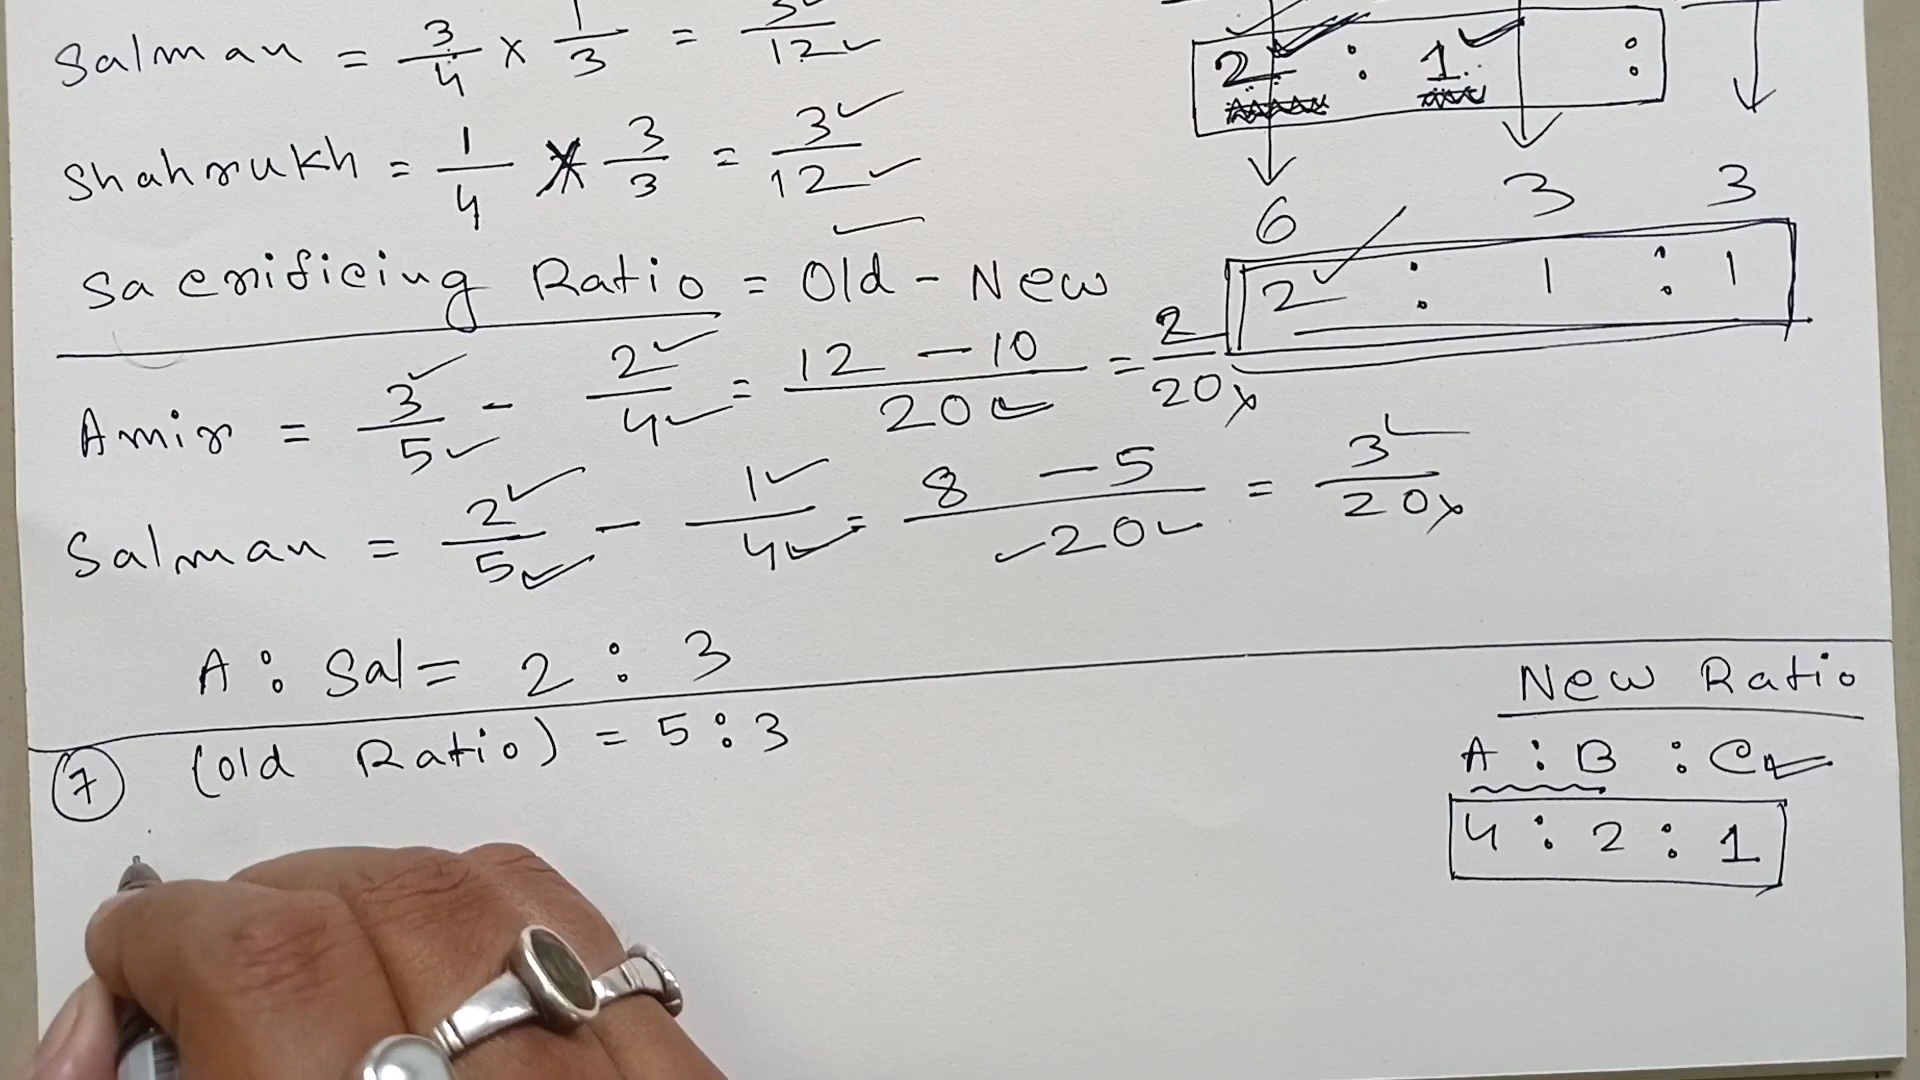 Salman = 3/4 × 1/3 = 3/12
2 : 1 :
Shahrukh = 1/4 × 3/3 = 3/12
6 3 3
Sacrificing Ratio = Old - New
2 : 1 : 1
Amir = 3/5 - 2/4 = 12 - 10/20 = 2/20
Salman = 2/5 - 1/4 = 8 - 5/20 = 3/20
A : Sal = 2 : 3
New Ratio
7 (Old Ratio) = 5 : 3
A : B : C
4 : 2 : 1